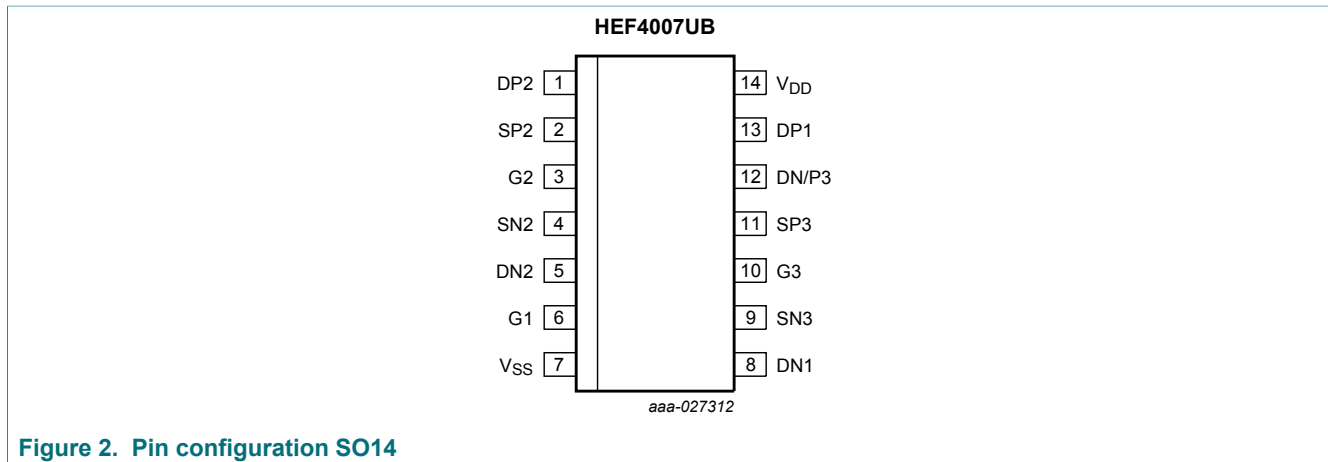 HEF4007UB
DP2 1 14 VDD
SP2 2 13 DP1
G2 3 12 DN/P3
SN2 4 11 SP3
DN2 5 10 G3
G1 6 9 SN3
VSS 7 8 DN1
aaa-027312
Figure 2. Pin configuration SO14